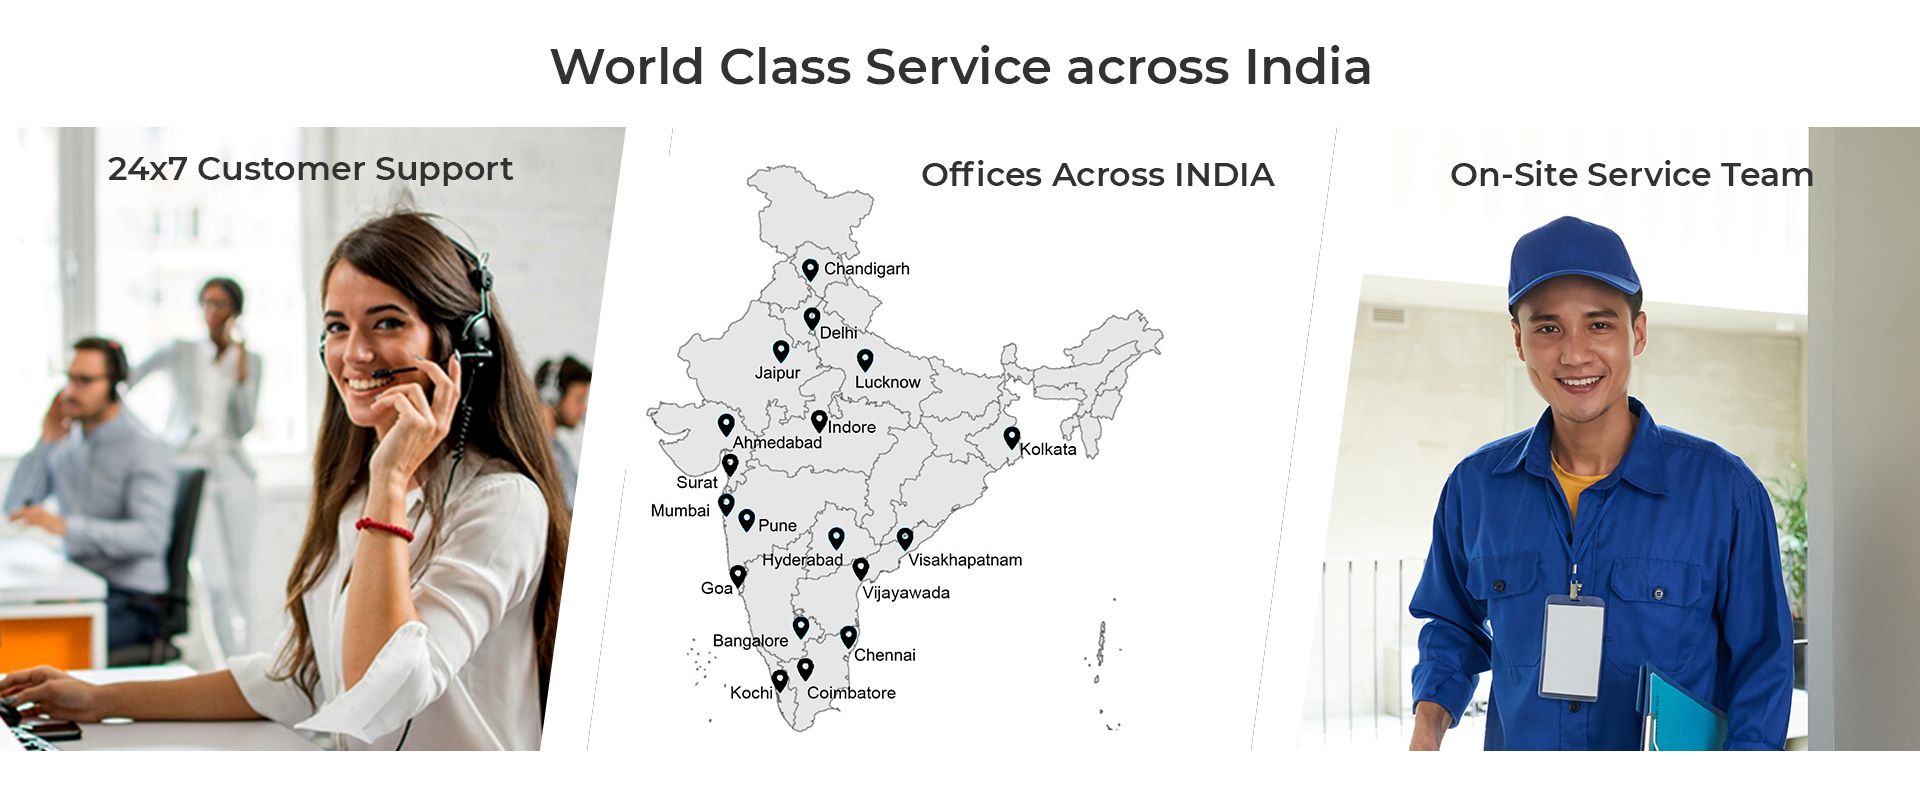 World Class Service across India
24x7 Customer Support
Offices Across INDIA
On-Site Service Team
Chandigarh
Delhi
Jaipur
Lucknow
Indore
Ahmedabad
Kolkata
Surat
Mumbai
Pune
Hyderabad
Visakhapatnam
Goa
Vijayawada
Bangalore
Chennai
Kochi
Coimbatore